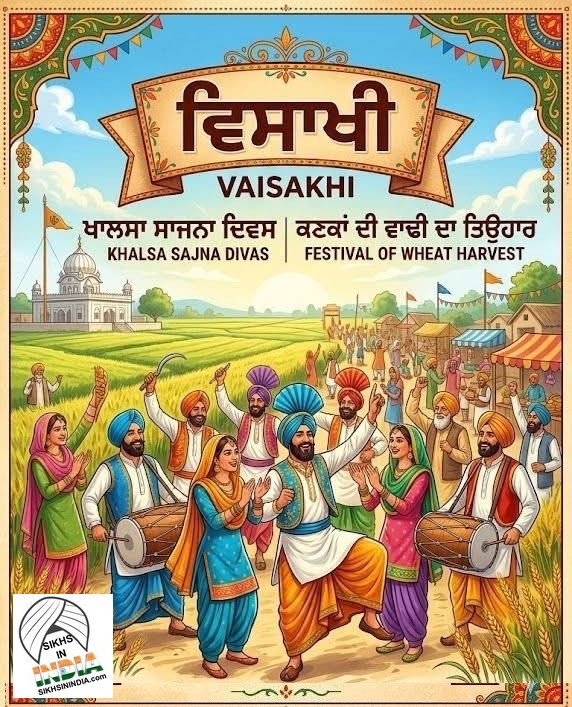 ਵਿਸਾਖੀ
VAISAKHI
ਖਾਲਸਾ ਸਾਜਨਾ ਦਿਵਸ | ਕਣਕਾਂ ਦੀ ਵਾਢੀ ਦਾ ਤਿਉਹਾਰ
KHALSA SAJNA DIVAS | FESTIVAL OF WHEAT HARVEST
SIKHS
IN
INDIA
SIKHSININDIA.com